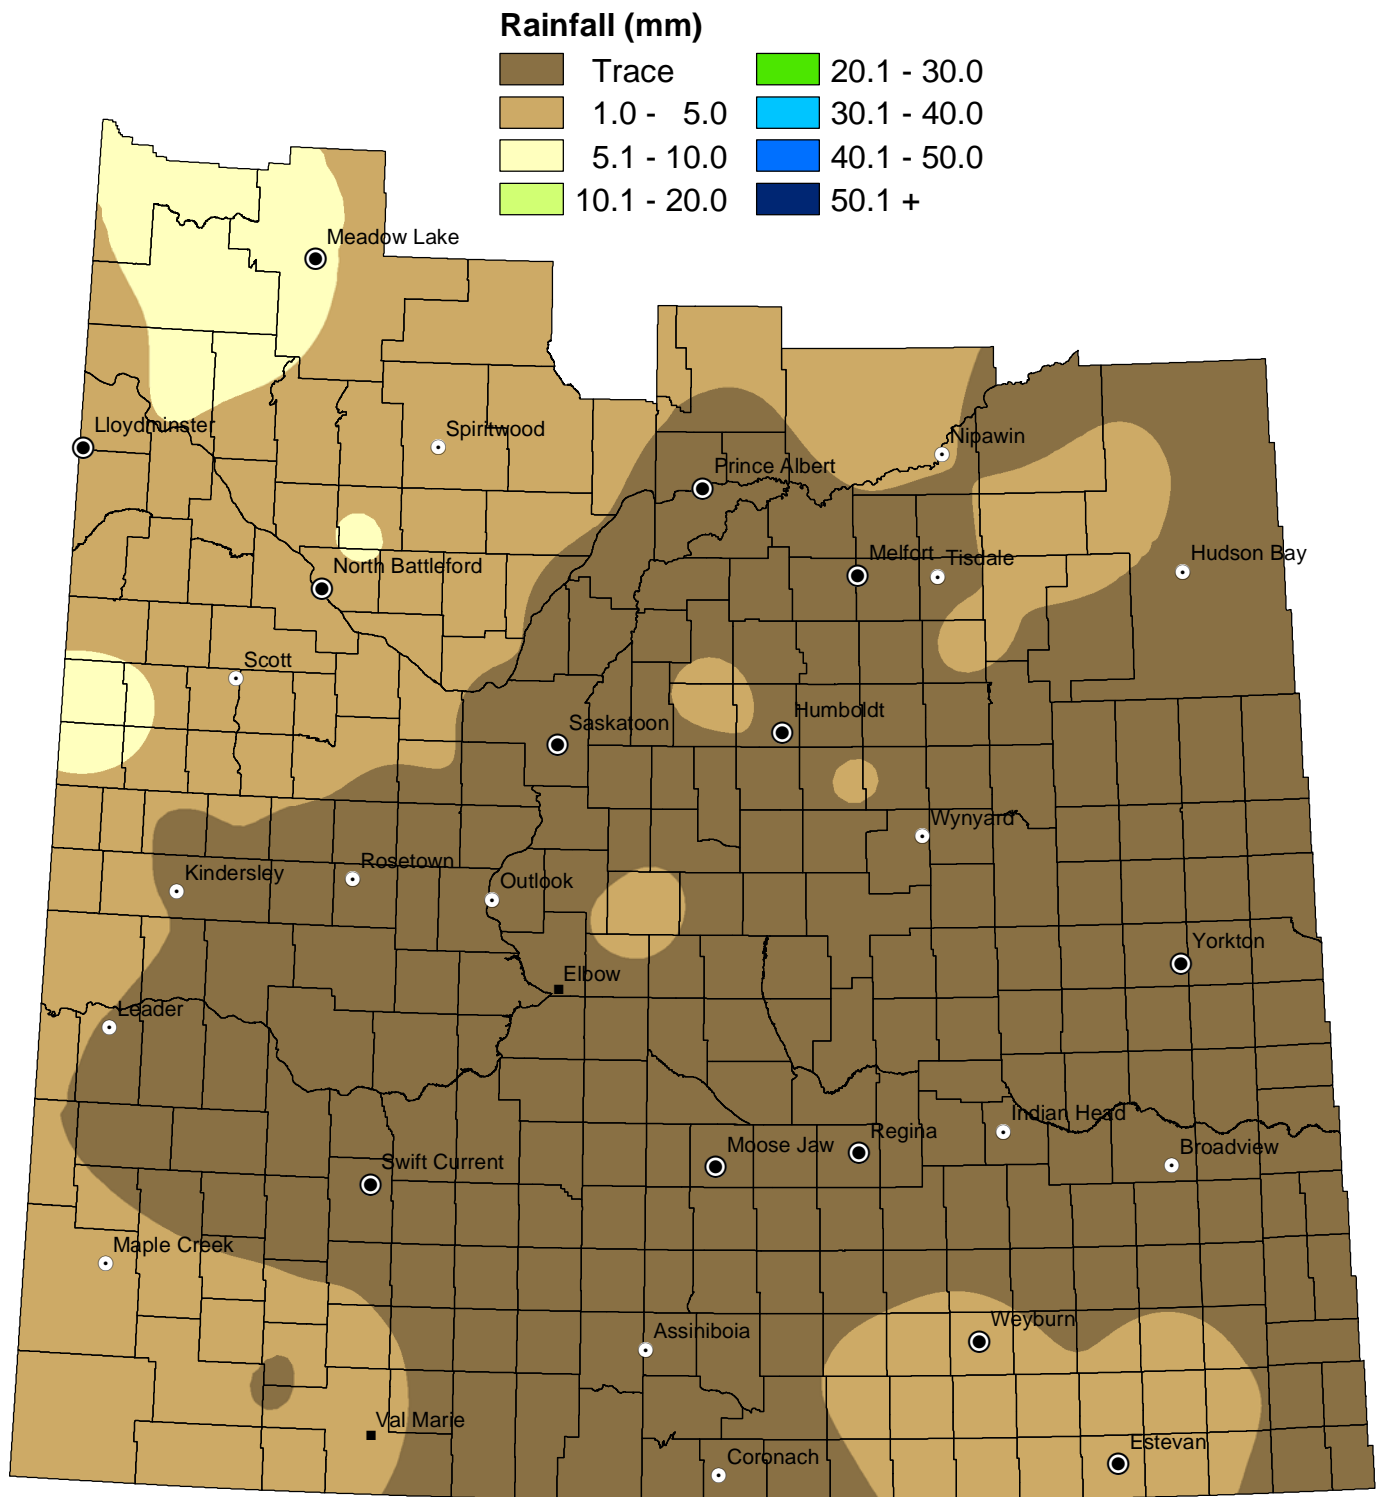 Rainfall (mm)
Trace
20.1 - 30.0
1.0 - 5.0
30.1 - 40.0
5.1 - 10.0
40.1 - 50.0
10.1 - 20.0
50.1 +
Meadow Lake
Lloydminster
Spiritwood
Nipawin
Prince Albert
North Battleford
Melfort
Tisdale
Hudson Bay
Scott
Saskatoon
Humboldt
Wynyard
Kindersley
Rosetown
Outlook
Yorkton
Elbow
Leader
Indian Head
Moose Jaw
Regina
Broadview
Swift Current
Maple Creek
Weyburn
Assiniboia
Val Marie
Estevan
Coronach